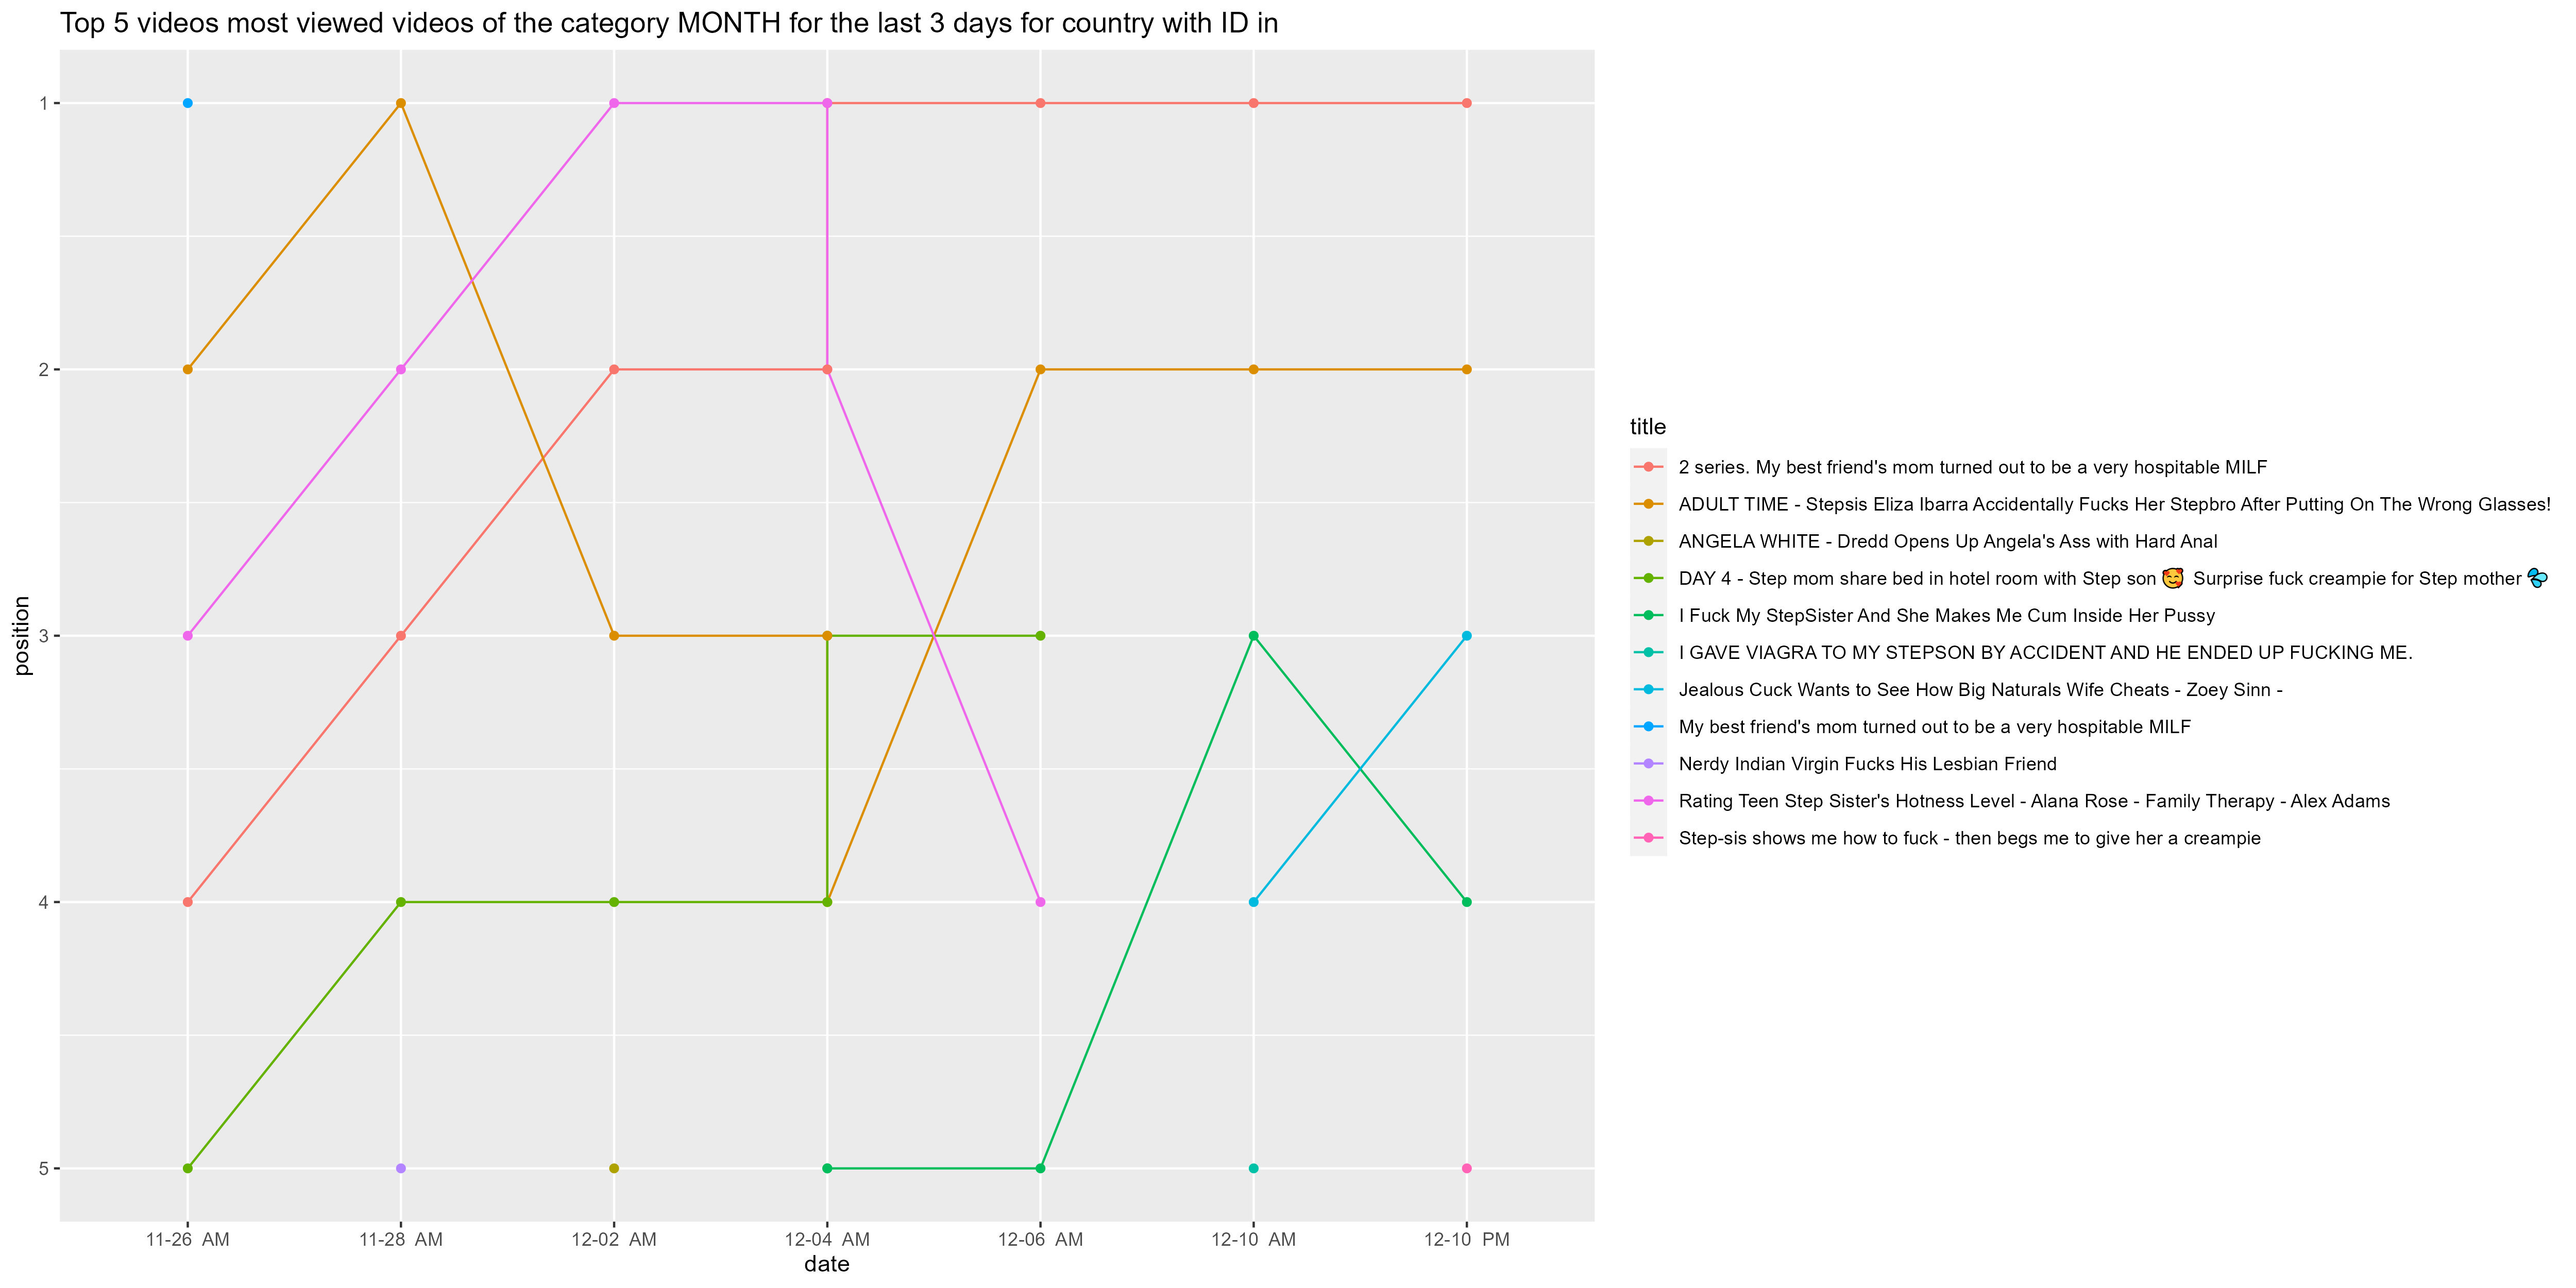 Top 5 videos most viewed videos of the category MONTH for the last 3 days for country with ID in
1
2
3
4
5
position
11-26 AM
11-28 AM
12-02 AM
12-04 AM
12-06 AM
12-10 AM
12-10 PM
date
title
2 series. My best friend's mom turned out to be a very hospitable MILF
ADULT TIME - Stepsis Eliza Ibarra Accidentally Fucks Her Stepbro After Putting On The Wrong Glasses!
ANGELA WHITE - Dredd Opens Up Angela's Ass with Hard Anal
DAY 4 - Step mom share bed in hotel room with Step son 🥰 Surprise fuck creampie for Step mother 💦
I Fuck My StepSister And She Makes Me Cum Inside Her Pussy
I GAVE VIAGRA TO MY STEPSON BY ACCIDENT AND HE ENDED UP FUCKING ME.
Jealous Cuck Wants to See How Big Naturals Wife Cheats - Zoey Sinn -
My best friend's mom turned out to be a very hospitable MILF
Nerdy Indian Virgin Fucks His Lesbian Friend
Rating Teen Step Sister's Hotness Level - Alana Rose - Family Therapy - Alex Adams
Step-sis shows me how to fuck - then begs me to give her a creampie